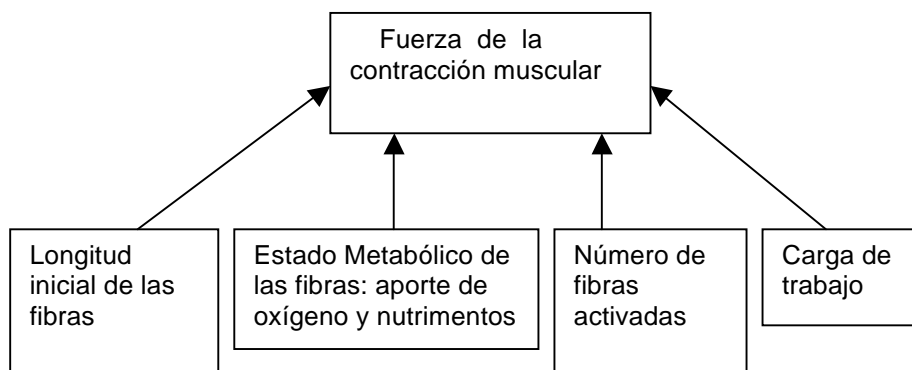 Fuerza de la
contracción muscular
Longitud
inicial de las
fibras
Estado Metabólico de
las fibras: aporte de
oxígeno y nutrimentos
Número de
fibras
activadas
Carga de
trabajo